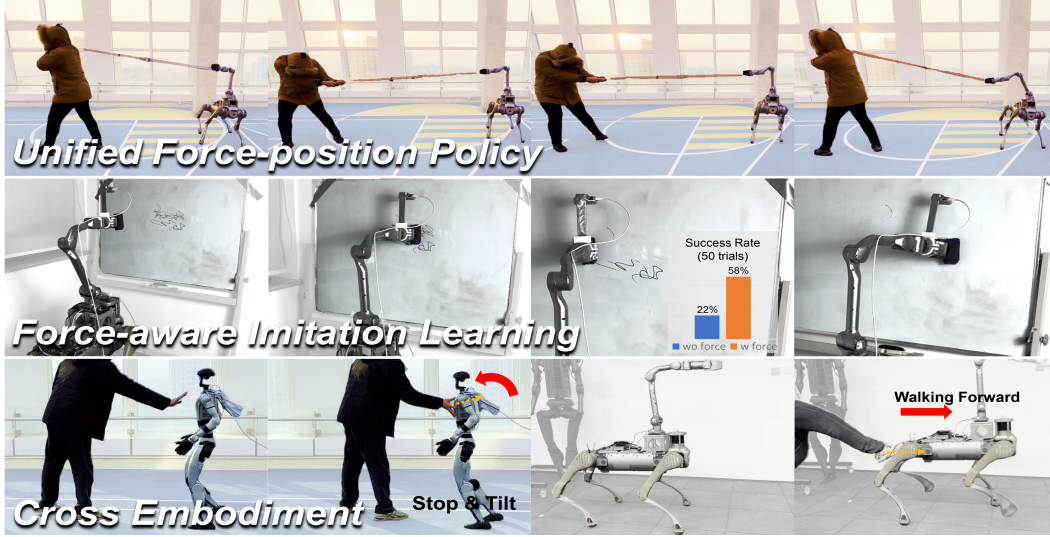 Unified Force-position Policy
Success Rate
(50 trials)
58%
22%
wo force w force
Force-aware Imitation Learning
Walking Forward
Stop & Tilt
Cross Embodiment